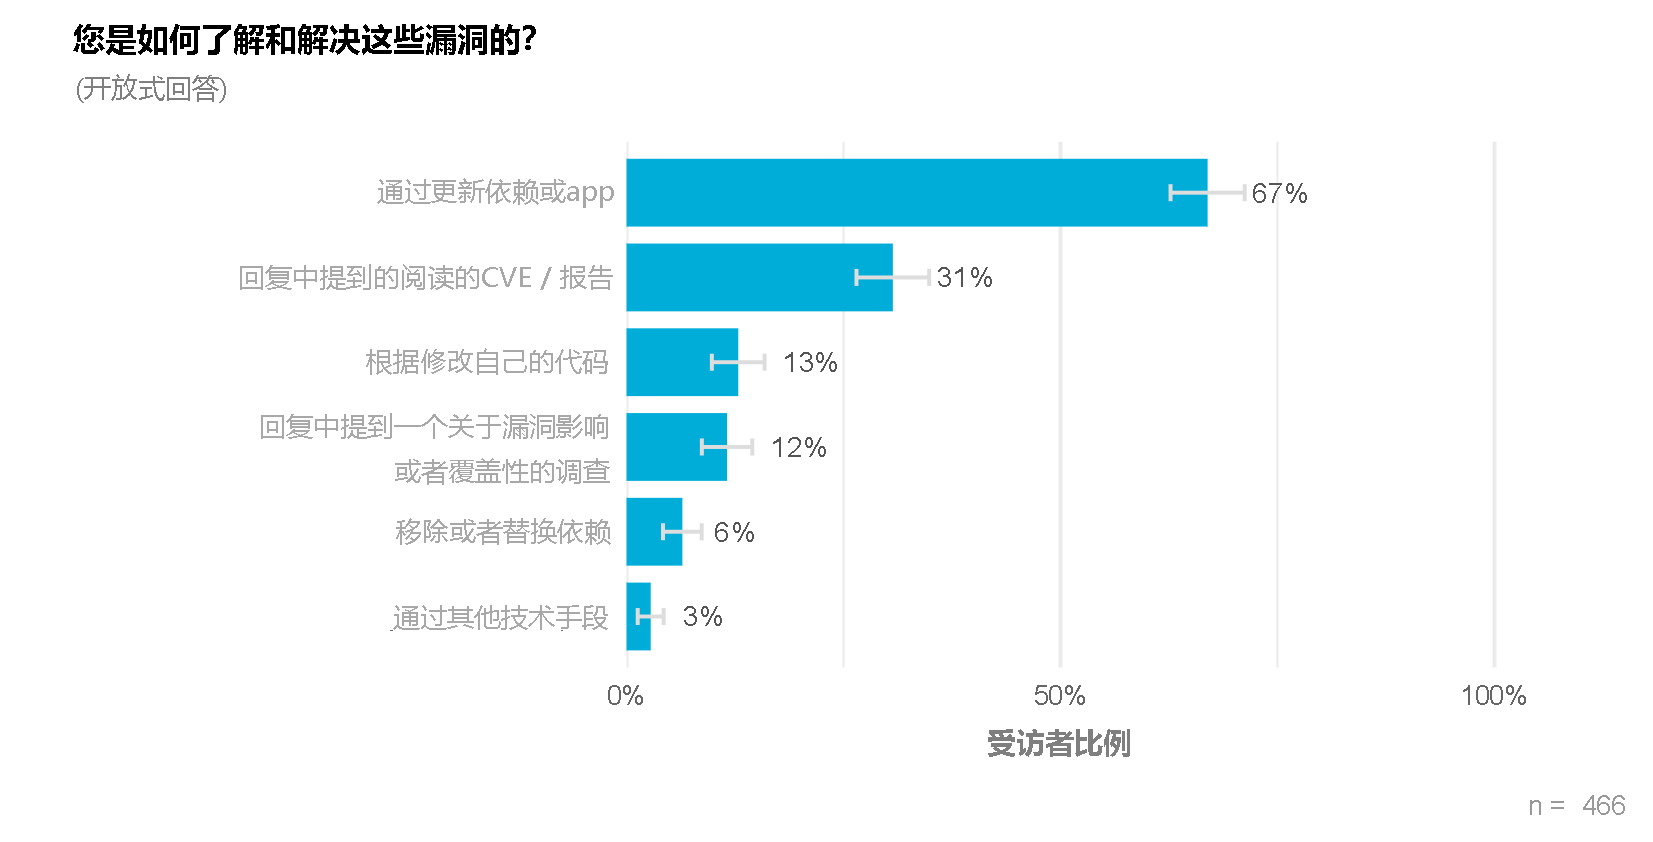 您是如何了解和解决这些漏洞的?
(开放式回答)
通过更新依赖或app
67%
回复中提到的阅读的CVE / 报告
31%
根据修改自己的代码
13%
回复中提到一个关于漏洞影响
或者覆盖性的调查
12%
移除或者替换依赖
6%
通过其他技术手段
3%
0%
50%
100%
受访者比例
n = 466